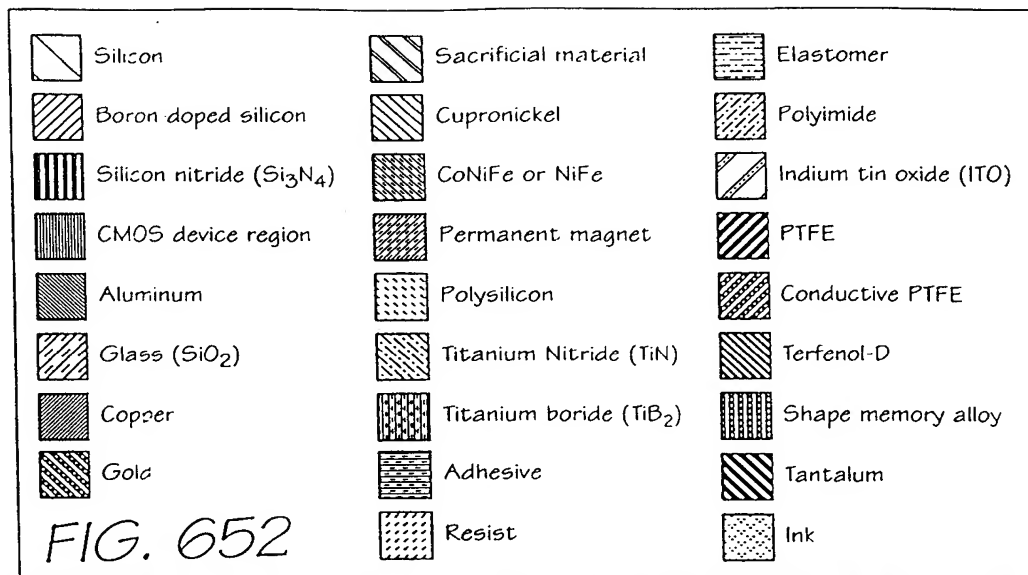 Silicon
Boron doped silicon
Silicon nitride (Si₃N₄)
CMOS device region
Aluminum
Glass (SiO₂)
Copper
Gold
FIG. 652
Sacrificial material
Cupronickel
CoNiFe or NiFe
Permanent magnet
Polysilicon
Titanium Nitride (TiN)
Titanium boride (TiB₂)
Adhesive
Resist
Elastomer
Polyimide
Indium tin oxide (ITO)
PTFE
Conductive PTFE
Terfenol-D
Shape memory alloy
Tantalum
Ink